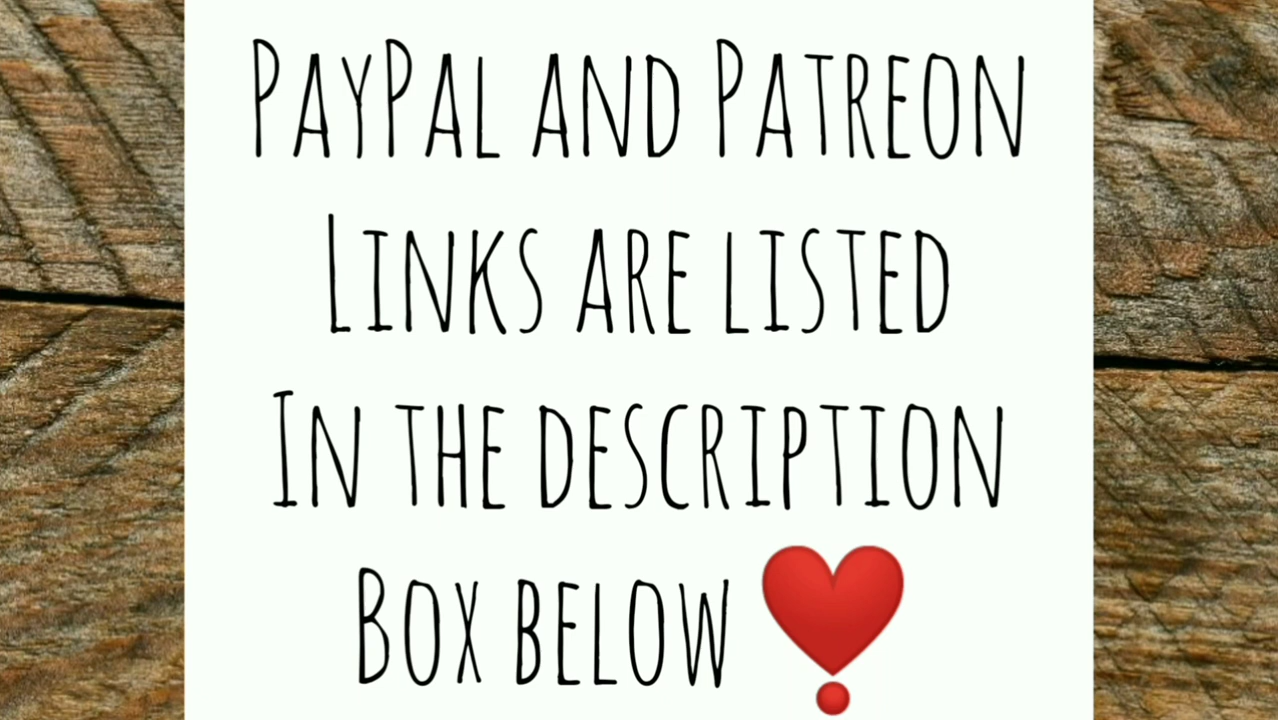 PayPal and Patreon
Links are listed
In the description
Box below ❣